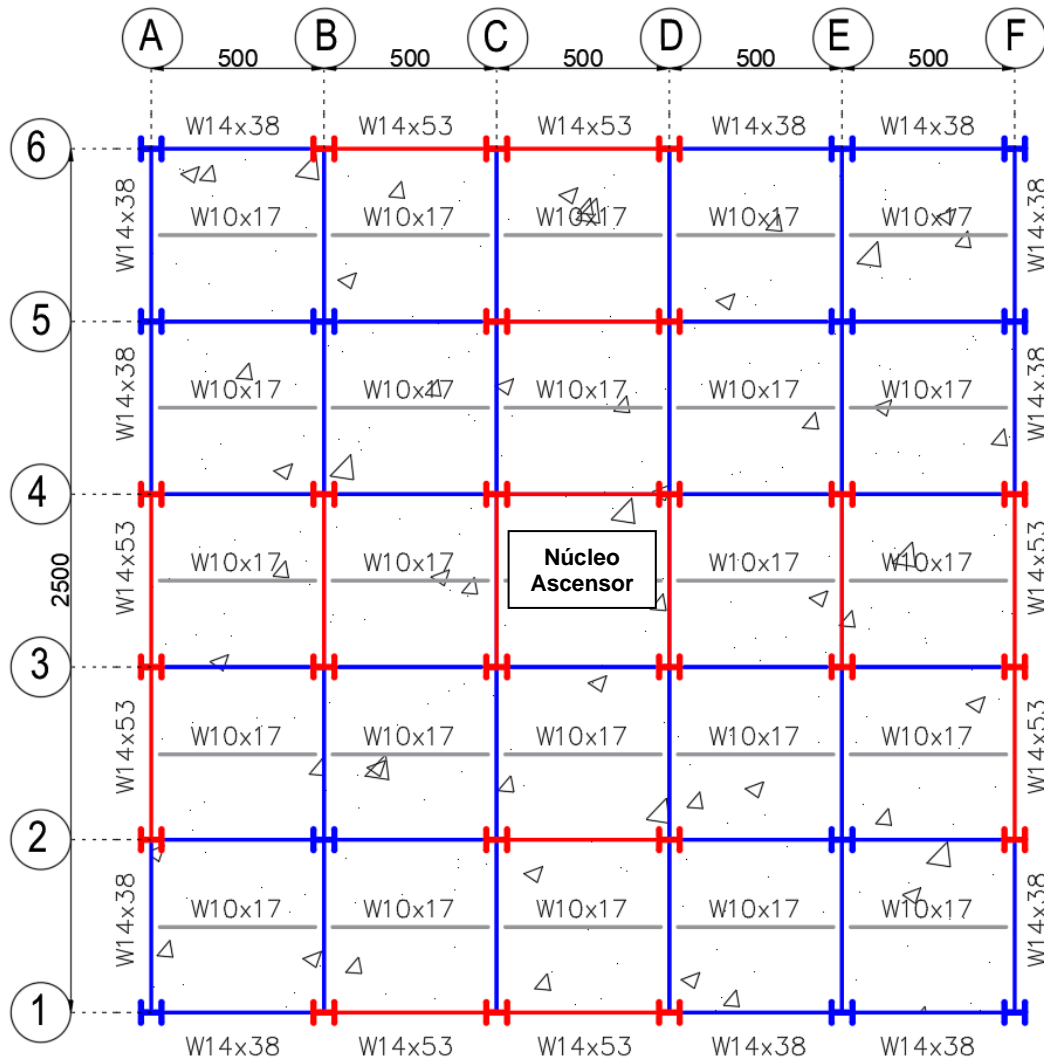 A B C D E F
500 500 500 500 500
W14x38 W14x53 W14x53 W14x38 W14x38
6
W14x38 W10x17 W10x17 W10x17 W10x17 W10x17 W14x38
5
W14x38 W10x17 W10x17 W10x17 W10x17 W10x17 W14x38
4
2500
W14x53 W10x17 W10x17 Núcleo W10x17 W10x17 W14x53
Ascensor
3
W14x53 W10x17 W10x17 W10x17 W10x17 W10x17 W14x53
2
W14x38 W10x17 W10x17 W10x17 W10x17 W10x17 W14x38
1
W14x38 W14x53 W14x53 W14x38 W14x38